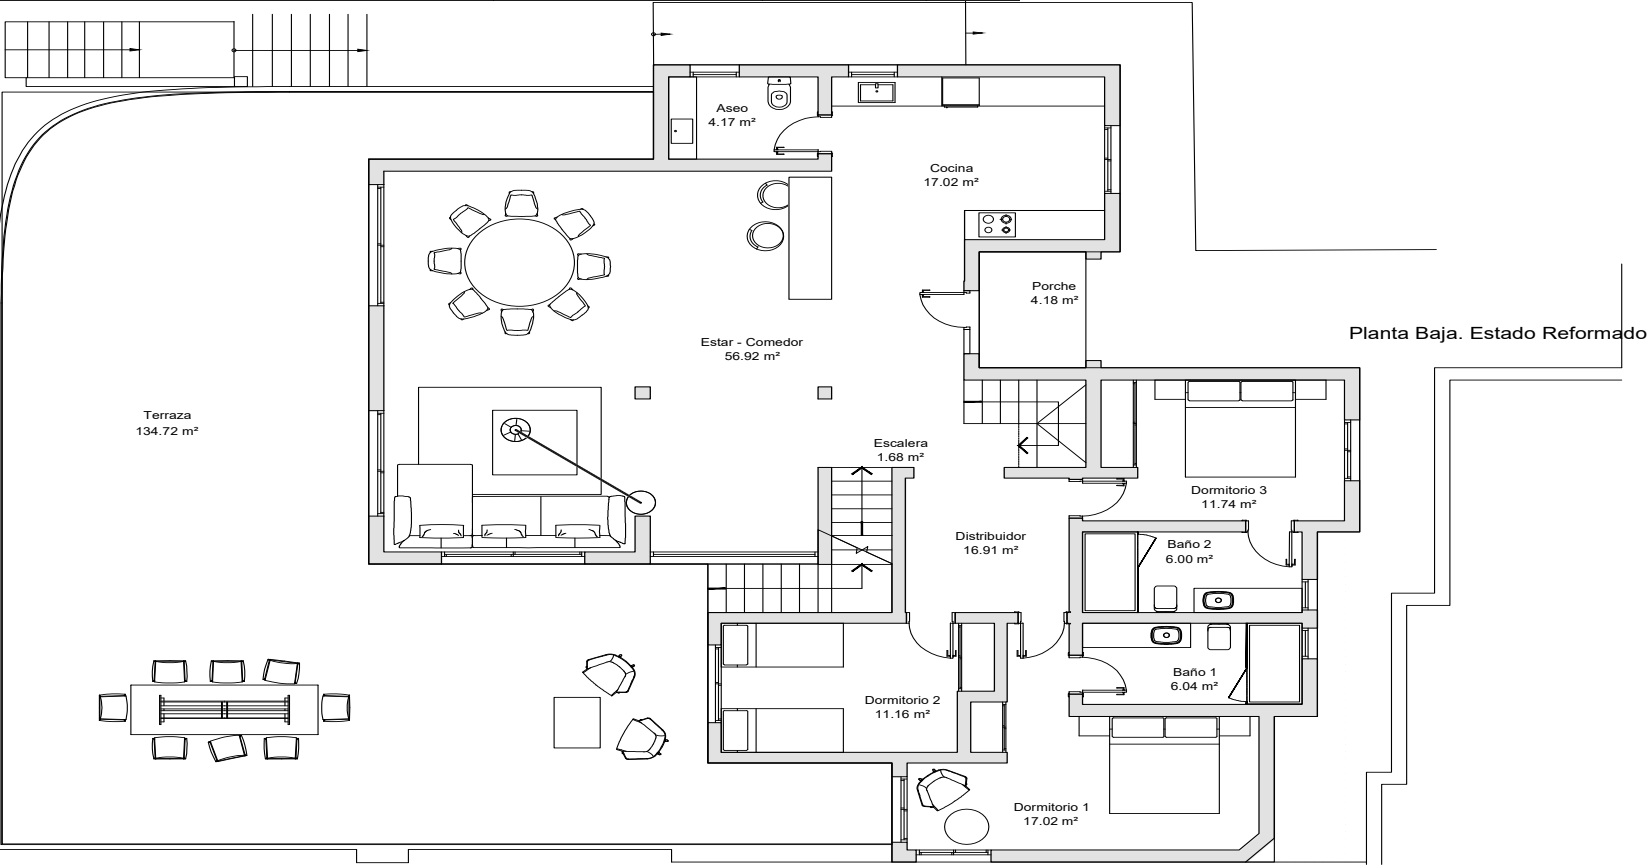 Aseo
4.17 m²
Cocina
17.02 m²
Porche
4.18 m²
Planta Baja. Estado Reformado
Estar - Comedor
56.92 m²
Terraza
134.72 m²
Escalera
1.68 m²
Dormitorio 3
11.74 m²
Distribuidor
16.91 m²
Baño 2
6.00 m²
Baño 1
6.04 m²
Dormitorio 2
11.16 m²
Dormitorio 1
17.02 m²